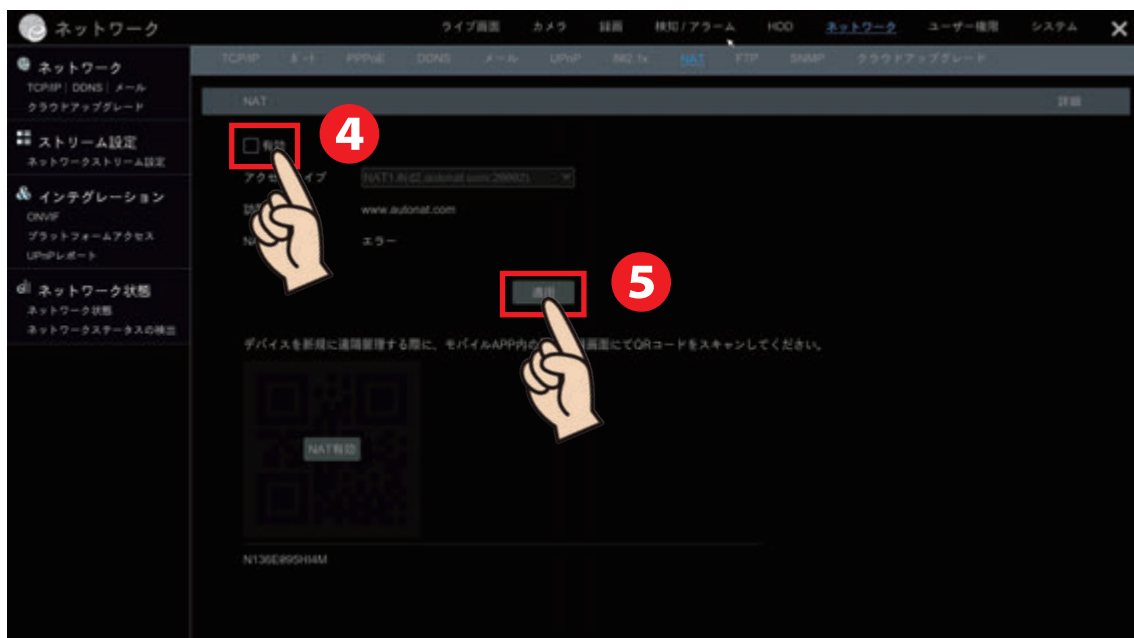 ネットワーク
ライブ画面 カメラ 録画 検知/アラーム HDD ネットワーク ユーザー権限 システム
TCP/IP ポート PPPoE DDNS メール UPnP 802.1x NAT FTP SNMP クラウドアップグレード
ネットワーク
TCP/IP | DDNS | メール
クラウドアップグレード
ストリーム設定
ネットワークストリーム設定
インテグレーション
ONVIF
プラットフォームアクセス
UPnPレポート
ネットワーク状態
ネットワーク状態
ネットワークステータスの検出
NAT 詳細
有効
4
イプ
www.autonat.com
エラー
適用
5
デバイスを新規に遠隔管理する際に、モバイルAPP内の 画面にてQRコードをスキャンしてください。
NAT有効